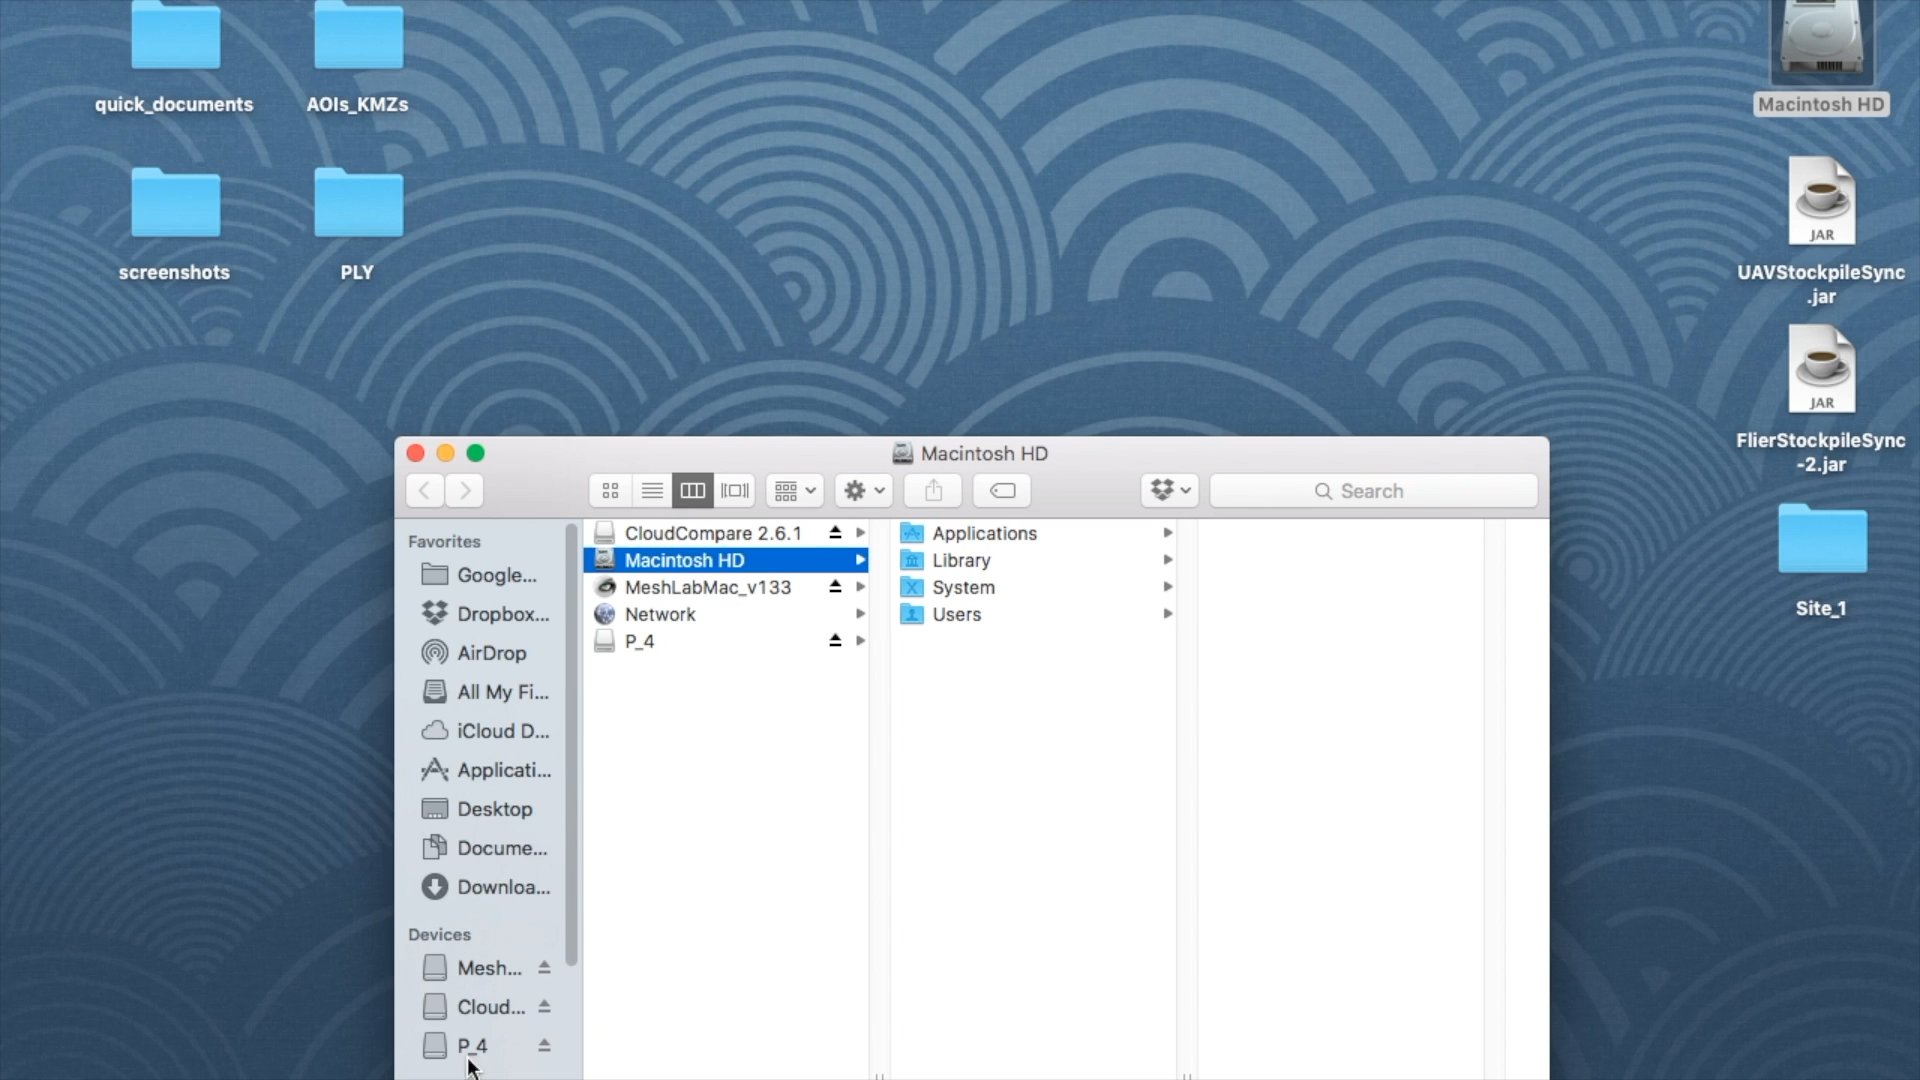 quick_documents
AOIs_KMZs
Macintosh HD
screenshots
PLY
JAR
UAVStockpileSync
.jar
JAR
FlierStockpileSync
-2.jar
Site_1
Macintosh HD
Search
Favorites
Google...
Dropbox...
AirDrop
All My Fi...
iCloud D...
Applicati...
Desktop
Docume...
Downloa...
Devices
Mesh...
Cloud...
P_4
CloudCompare 2.6.1
Macintosh HD
MeshLabMac_v133
Network
P_4
Applications
Library
System
Users